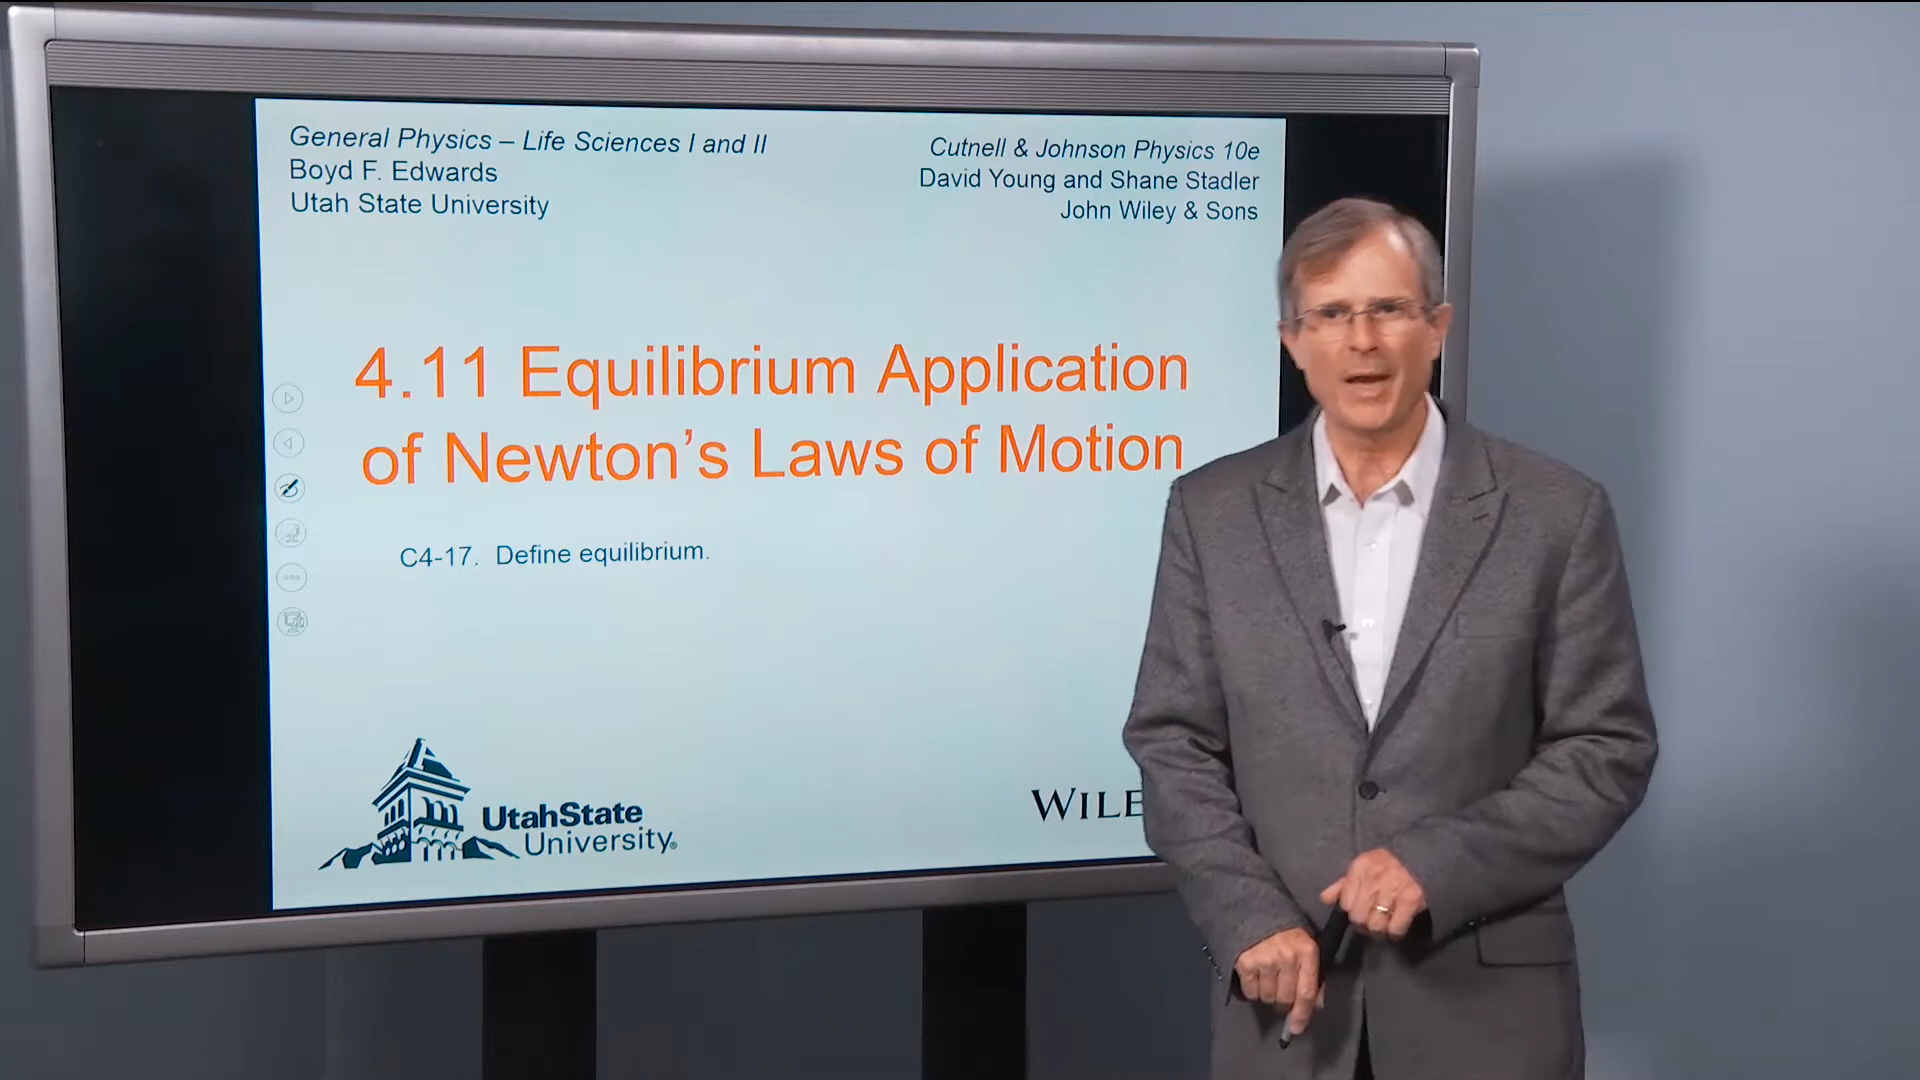 General Physics – Life Sciences I and II
Boyd F. Edwards
Utah State University
Cutnell & Johnson Physics 10e
David Young and Shane Stadler
John Wiley & Sons
4.11 Equilibrium Application
of Newton’s Laws of Motion
C4-17. Define equilibrium.
UtahState
University®
WILE